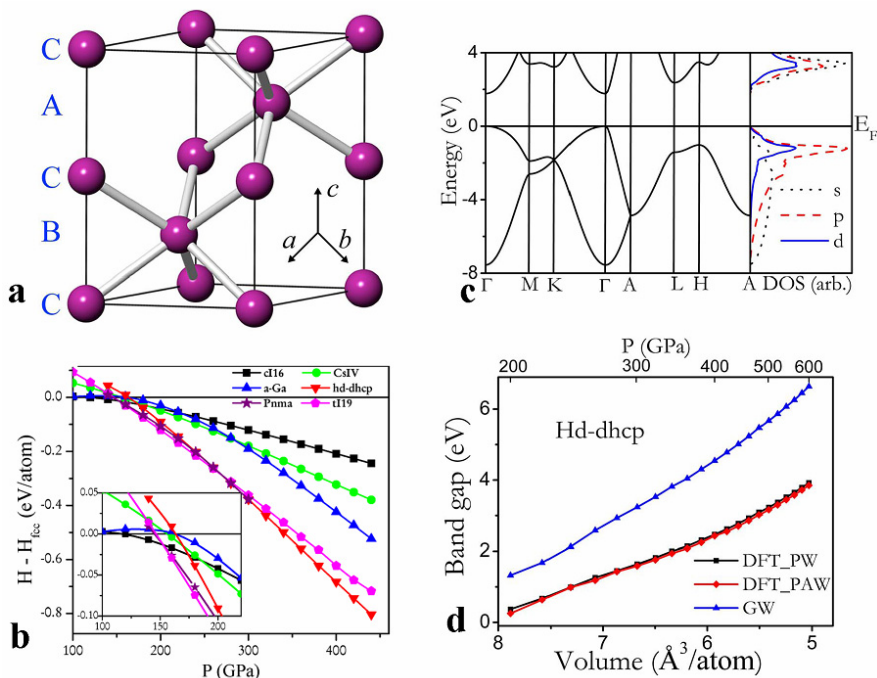 C
A
C
B
C
c
a
b
a
Energy (eV)
0
-4
-8
Γ
M
K
Γ
A
L
H
A
DOS (arb.)
E_F
s
p
d
c
H - H_fcc (eV/atom)
0.0
-0.2
-0.4
-0.6
-0.8
100
200
300
400
P (GPa)
cI16
CsIV
a-Ga
hd-dhcp
Pnma
tI19
0.05
0.00
-0.05
-0.10
100
150
200
b
P (GPa)
200
300
400
500
600
Band gap (eV)
6
4
2
0
Hd-dhcp
DFT_PW
DFT_PAW
GW
8
7
6
5
Volume (Å³/atom)
d